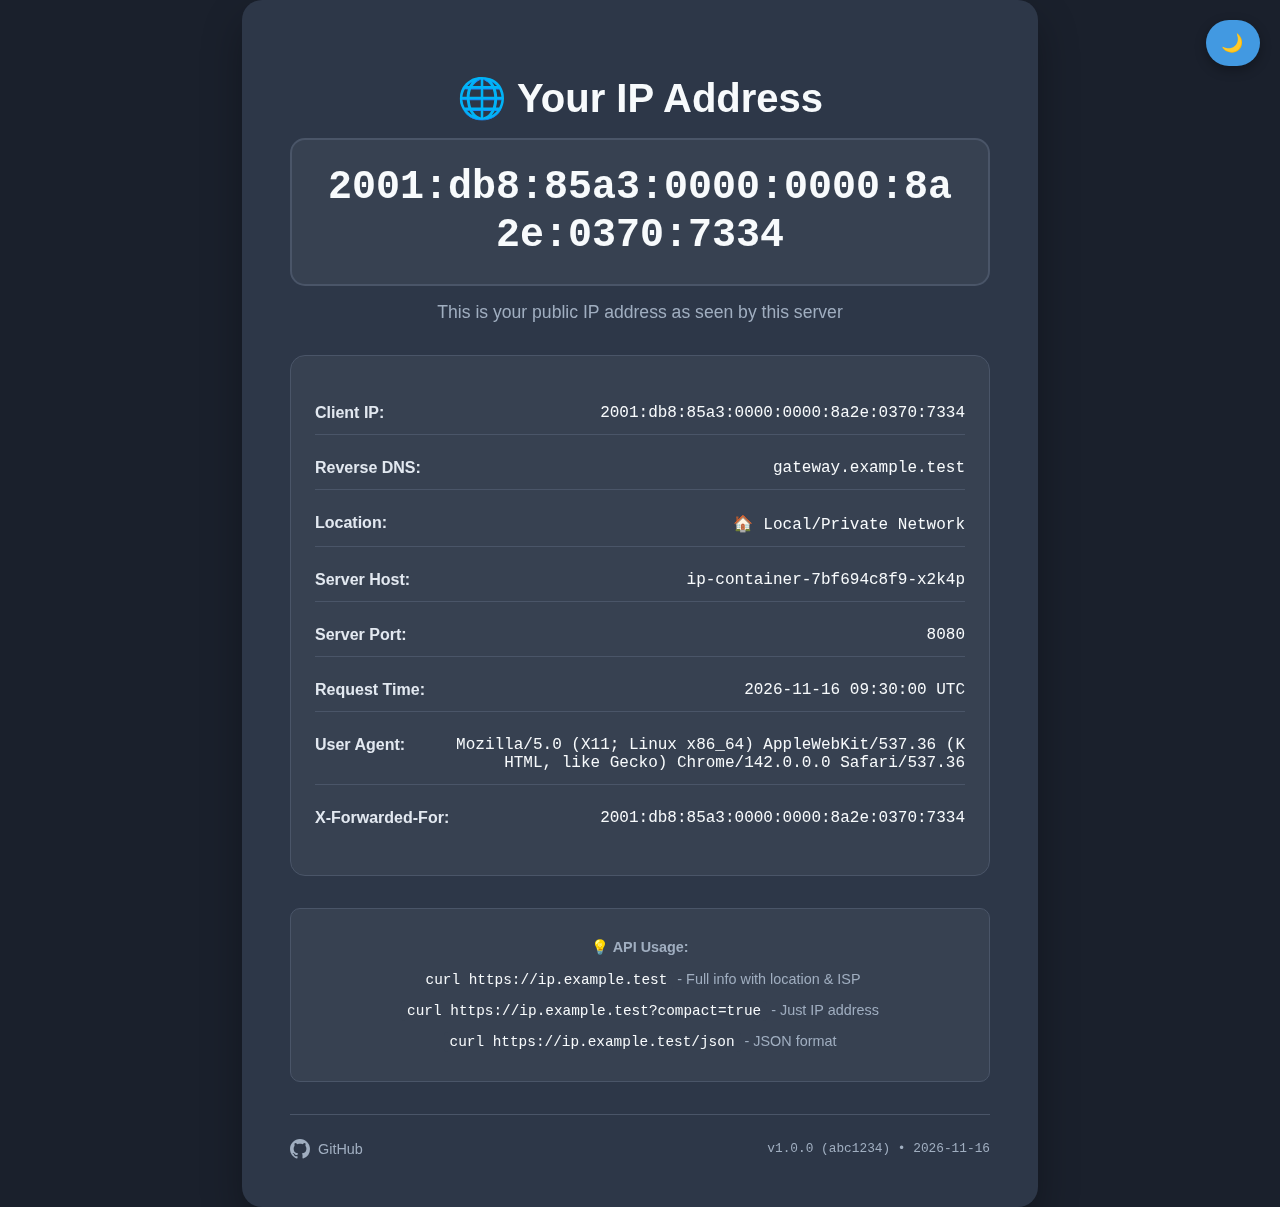 🌐 Your IP Address
2001:db8:85a3:0000:0000:8a
2e:0370:7334
This is your public IP address as seen by this server
Client IP: 2001:db8:85a3:0000:0000:8a2e:0370:7334
Reverse DNS: gateway.example.test
Location: 🏠 Local/Private Network
Server Host: ip-container-7bf694c8f9-x2k4p
Server Port: 8080
Request Time: 2026-11-16 09:30:00 UTC
User Agent: Mozilla/5.0 (X11; Linux x86_64) AppleWebKit/537.36 (K
HTML, like Gecko) Chrome/142.0.0.0 Safari/537.36
X-Forwarded-For: 2001:db8:85a3:0000:0000:8a2e:0370:7334
💡 API Usage:
curl https://ip.example.test - Full info with location & ISP
curl https://ip.example.test?compact=true - Just IP address
curl https://ip.example.test/json - JSON format
GitHub v1.0.0 (abc1234) • 2026-11-16